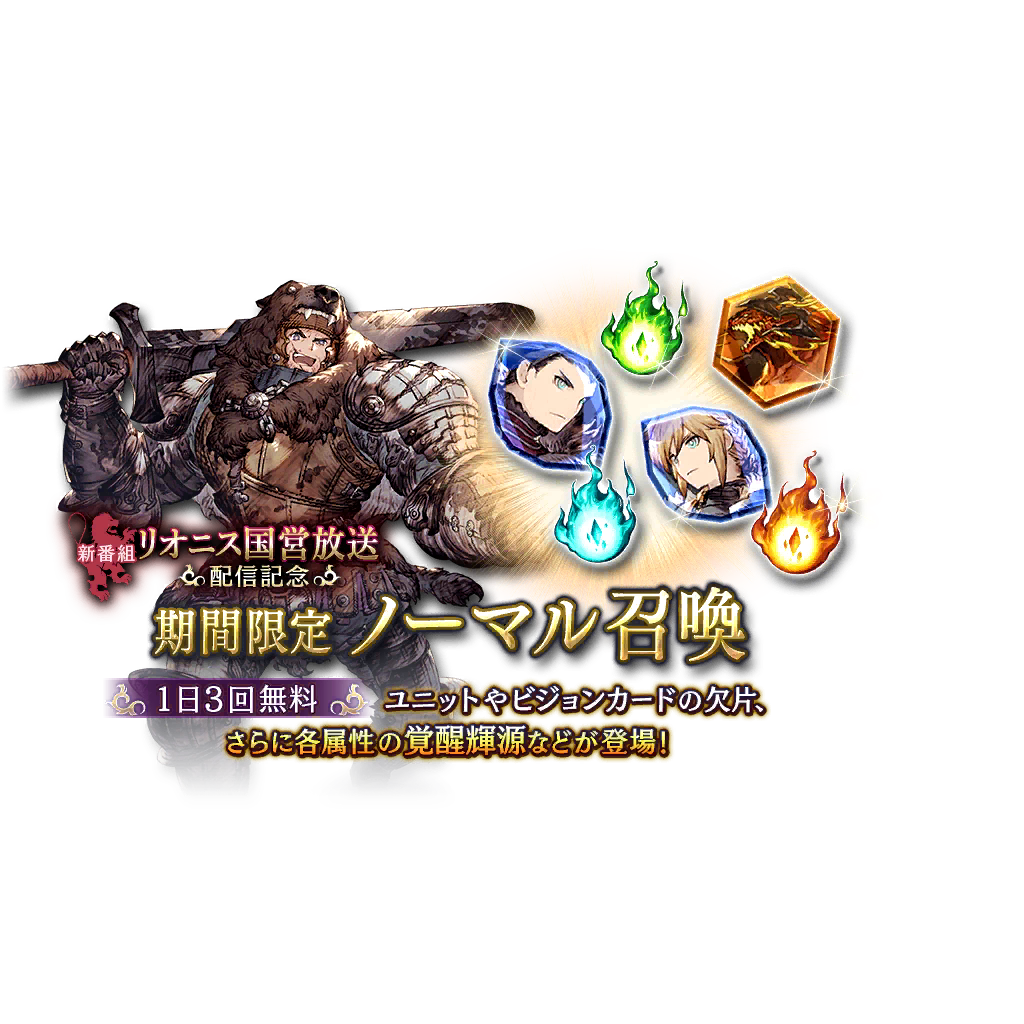 新番組
リオニス国営放送
配信記念
期間限定 ノーマル召喚
1日3回無料
ユニットやビジョンカードの欠片、
さらに各属性の覚醒輝源などが登場!